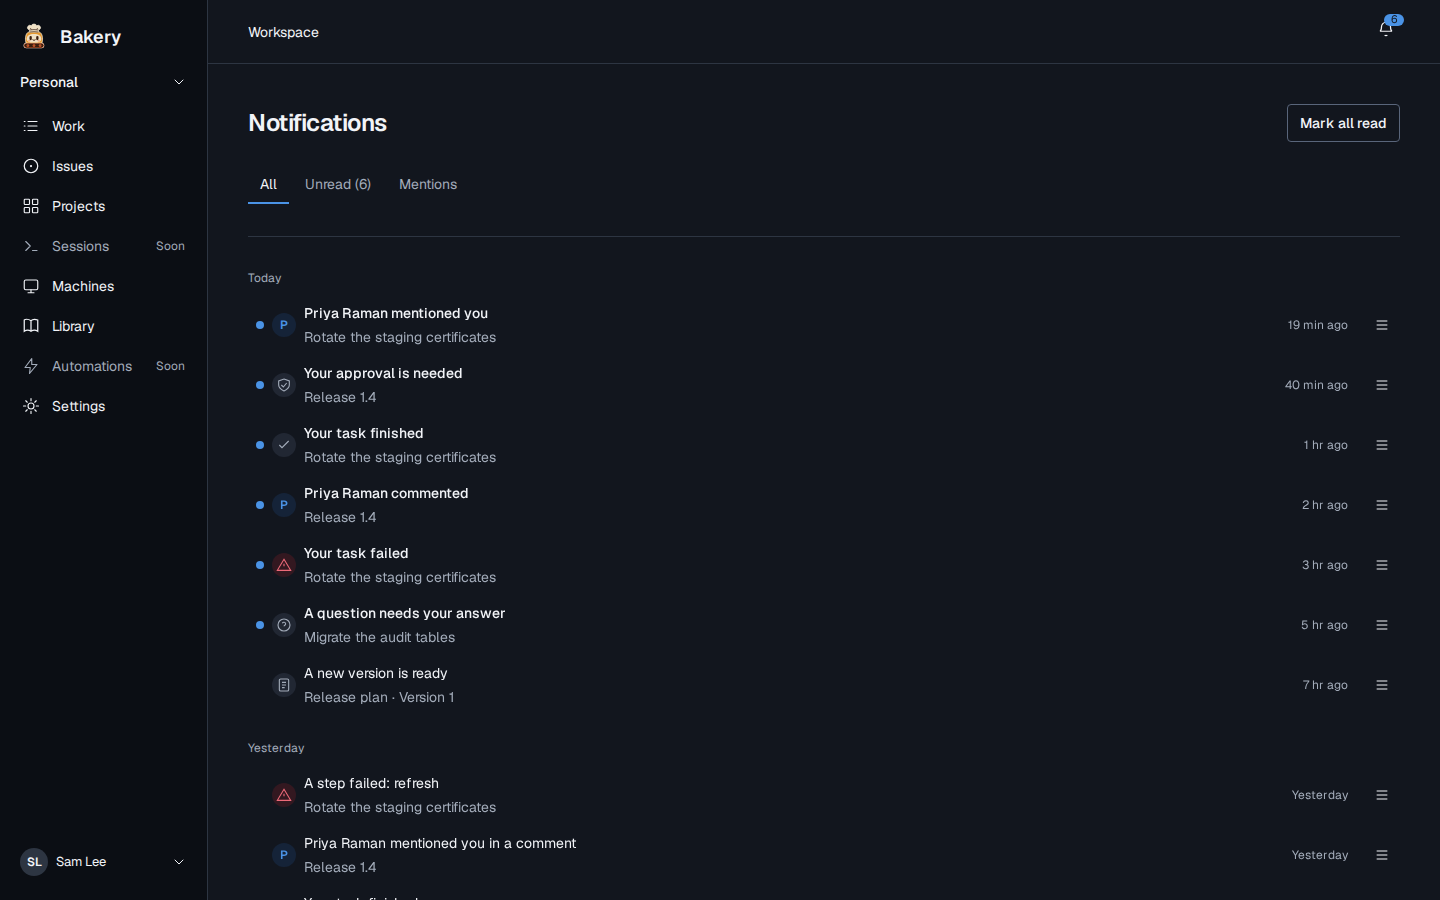 Bakery
Personal
Work
Issues
Projects
Sessions Soon
Machines
Library
Automations Soon
Settings
SL Sam Lee
Workspace
6
Notifications
Mark all read
All Unread (6) Mentions
Today
P Priya Raman mentioned you
Rotate the staging certificates
19 min ago
Your approval is needed
Release 1.4
40 min ago
Your task finished
Rotate the staging certificates
1 hr ago
P Priya Raman commented
Release 1.4
2 hr ago
Your task failed
Rotate the staging certificates
3 hr ago
A question needs your answer
Migrate the audit tables
5 hr ago
A new version is ready
Release plan · Version 1
7 hr ago
Yesterday
A step failed: refresh
Rotate the staging certificates
Yesterday
P Priya Raman mentioned you in a comment
Release 1.4
Yesterday